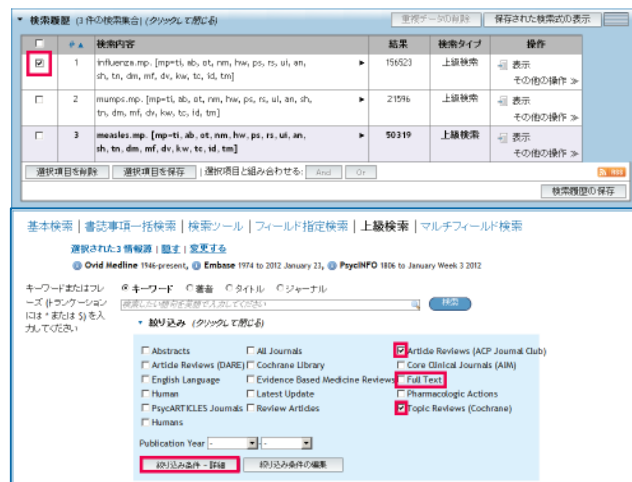 検索履歴 (3 件の検索集合) (クリックして閉じる)
重複データの削除 保存された検索式の表示
# ▲ 検索内容 結果 検索タイプ 操作
1 influenza.mp. [mp=ti, ab, ot, nm, hw, ps, rs, ui, an, 156523 上級検索 表示
sh, tn, dm, mf, dv, kw, tc, id, tm] その他の操作 ≫
2 mumps.mp. [mp=ti, ab, ot, nm, hw, ps, rs, ui, an, sh, 21596 上級検索 表示
tn, dm, mf, dv, kw, tc, id, tm] その他の操作 ≫
3 measles.mp. [mp=ti, ab, ot, nm, hw, ps, rs, ui, an, 50319 上級検索 表示
sh, tn, dm, mf, dv, kw, tc, id, tm] その他の操作 ≫
選択項目を削除 選択項目を保存 | 選択項目と組み合わせる: And Or RSS
検索履歴の保存
基本検索 | 書誌事項一括検索 | 検索ツール | フィールド指定検索 | 上級検索 | マルチフィールド検索
選択された 3 情報源 | 隠す | 変更する
Ovid Medline 1946-present, Embase 1974 to 2012 January 23, PsycINFO 1806 to January Week 3 2012
キーワードまたはフレ キーワード 著者 タイトル ジャーナル
ーズ (トランケーション 検索したい語句を英語で入力してください 検索
には * または $) を入
力してください 絞り込み (クリックして閉じる)
Abstracts All Journals Article Reviews (ACP Journal Club)
Article Reviews (DARE) Cochrane Library Core Clinical Journals (AIM)
English Language Evidence Based Medicine Reviews Full Text
Human Latest Update Pharmacologic Actions
PsycARTICLES Journals Review Articles Topic Reviews (Cochrane)
Humans
Publication Year - - -
絞り込み条件 - 詳細 絞り込み条件の編集